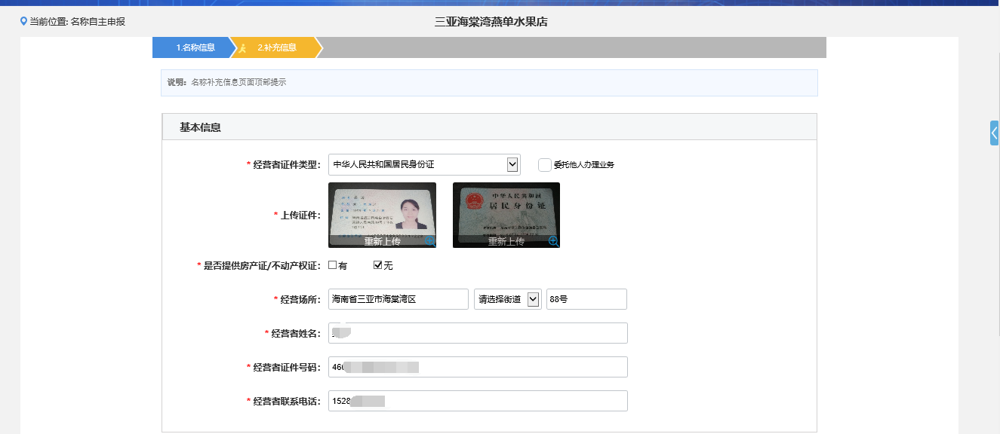 当前位置: 名称自主申报
三亚海棠湾燕单水果店
1.名称信息 2.补充信息
说明: 名称补充信息页面顶部提示
基本信息
* 经营者证件类型: 中华人民共和国居民身份证 委托他人办理业务
中华人民共和国
居民身份证
* 上传证件:
重新上传 重新上传
* 是否提供房产证/不动产权证: 有 无
* 经营场所: 海南省三亚市海棠湾区 请选择街道 88号
* 经营者姓名:
* 经营者证件号码: 460
* 经营者联系电话: 1528